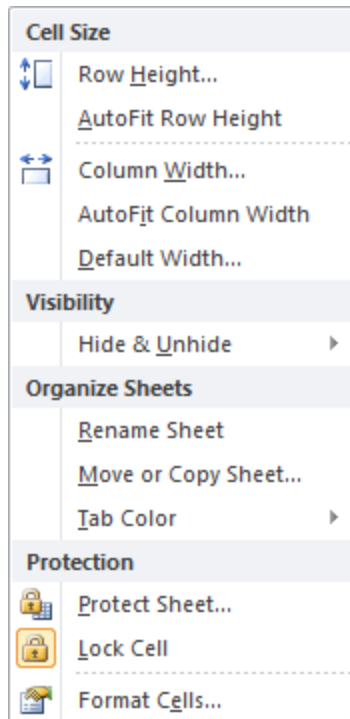 Cell Size
Row Height...
AutoFit Row Height
Column Width...
AutoFit Column Width
Default Width...
Visibility
Hide & Unhide
Organize Sheets
Rename Sheet
Move or Copy Sheet...
Tab Color
Protection
Protect Sheet...
Lock Cell
Format Cells...